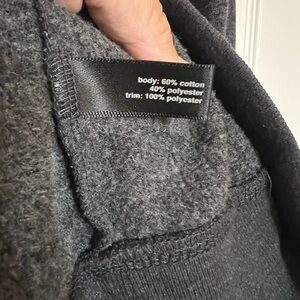 body: 60% cotton
40% polyester
trim: 100% polyester